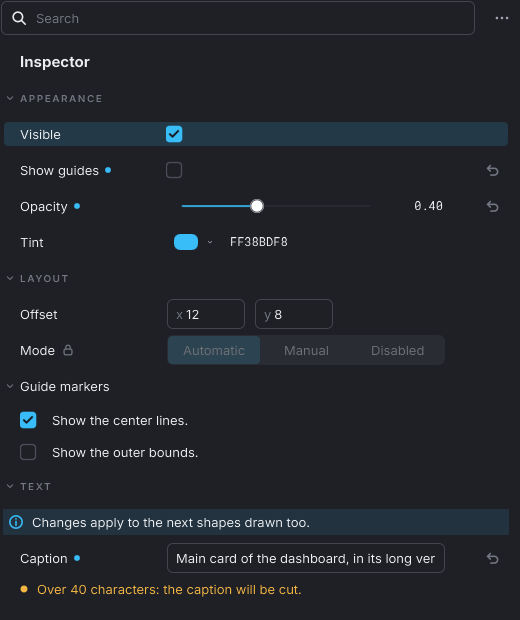 Search
Inspector
APPEARANCE
Visible
Show guides
Opacity 0.40
Tint FF38BDF8
LAYOUT
Offset x 12 y 8
Mode Automatic Manual Disabled
Guide markers
Show the center lines.
Show the outer bounds.
TEXT
Changes apply to the next shapes drawn too.
Caption Main card of the dashboard, in its long ver
Over 40 characters: the caption will be cut.